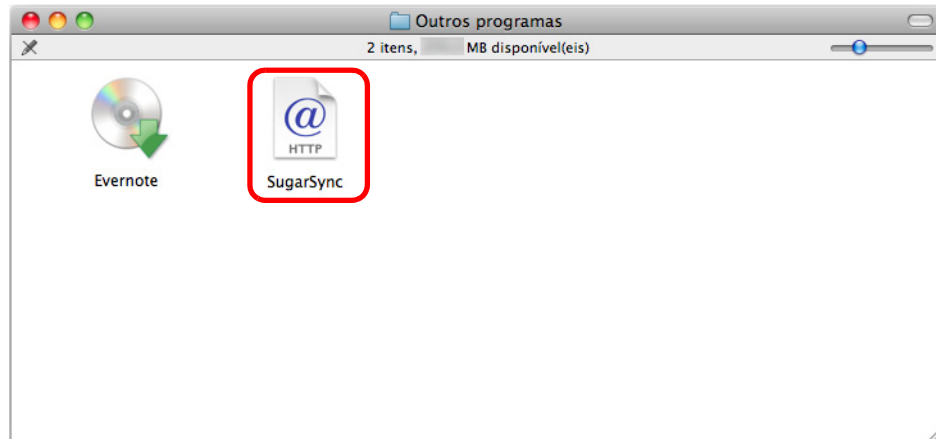 Outros programas
2 itens, MB disponível(eis)
@
HTTP
Evernote
SugarSync